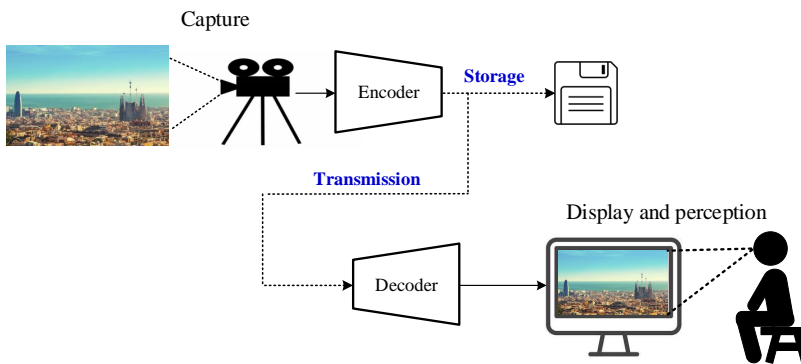 Capture
Encoder
Storage
Transmission
Display and perception
Decoder